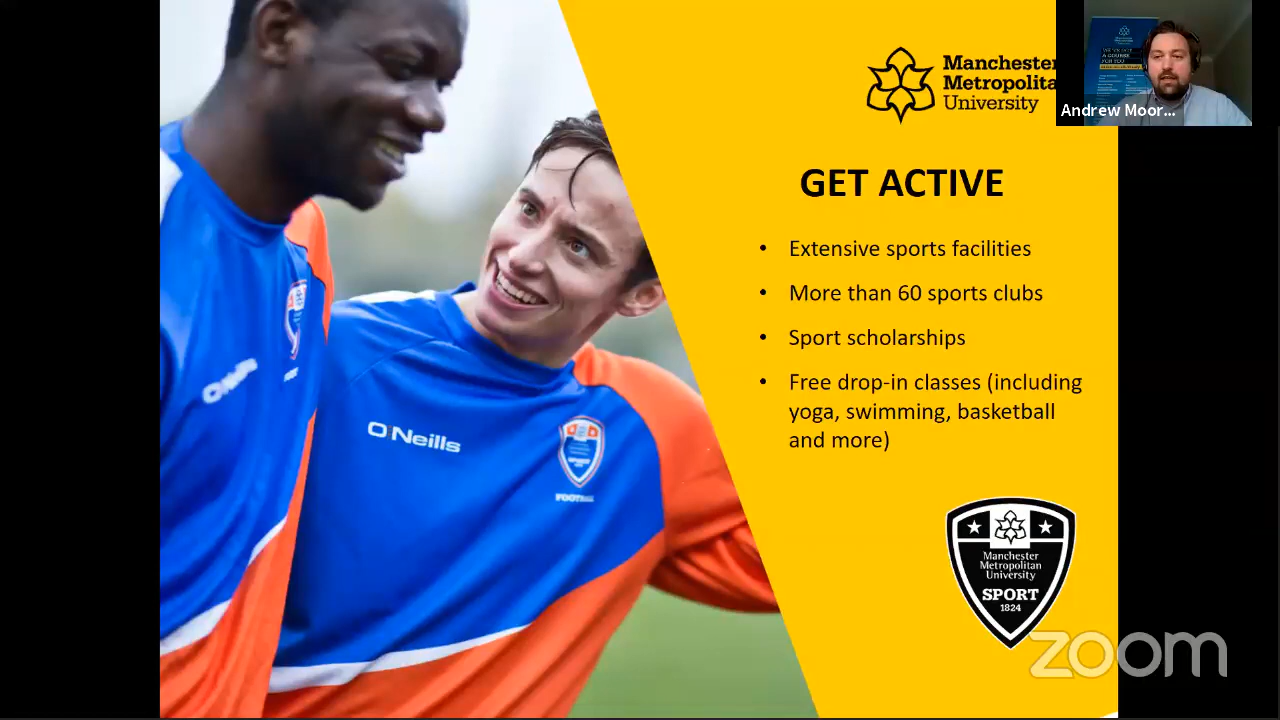 Manchester
Metropolita
University
Andrew Moor...
GET ACTIVE
• Extensive sports facilities
• More than 60 sports clubs
• Sport scholarships
• Free drop-in classes (including
yoga, swimming, basketball
and more)
O'Neills
FOOTBALL
Manchester
Metropolitan
University
SPORT
1824
zoom